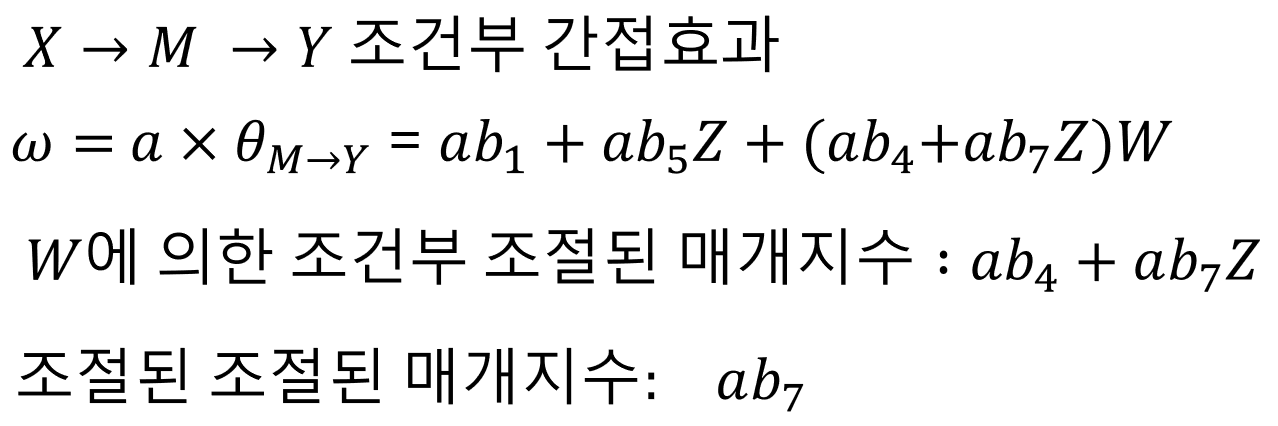 X → M → Y 조건부 간접효과
ω = a × θ_{M→Y} = ab₁ + ab₅Z + (ab₄+ab₇Z)W
W에 의한 조건부 조절된 매개지수 : ab₄ + ab₇Z
조절된 조절된 매개지수: ab₇